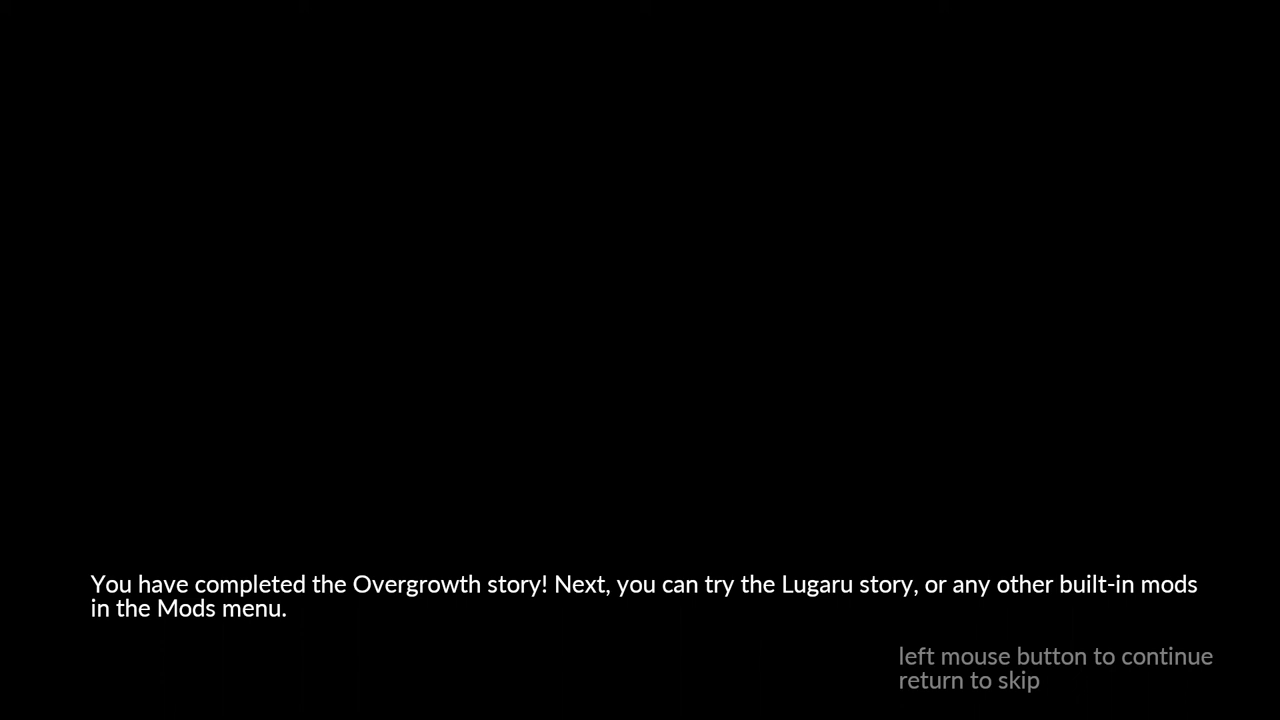 You have completed the Overgrowth story! Next, you can try the Lugaru story, or any other built-in mods
in the Mods menu.
left mouse button to continue
return to skip